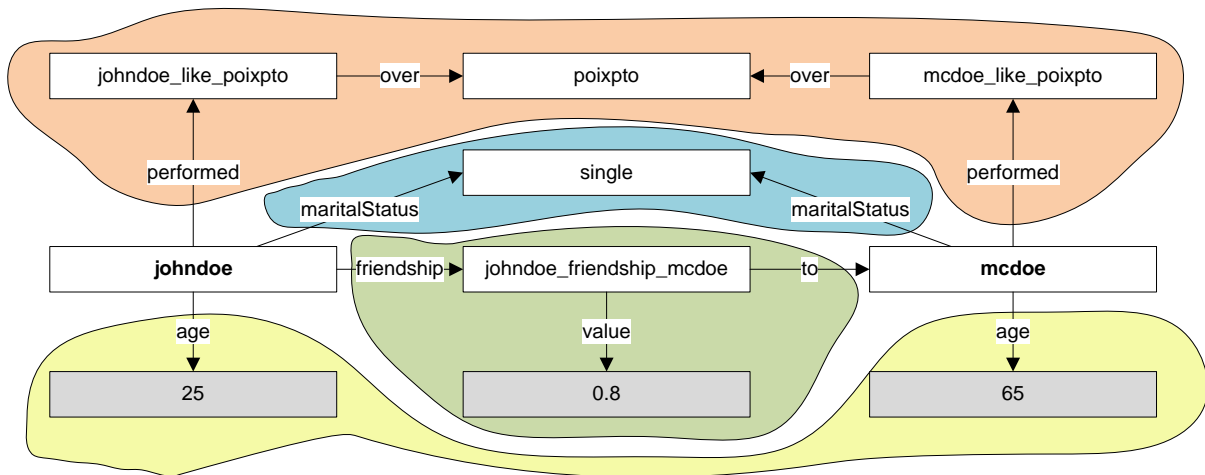 johndoe_like_poixpto
over
poixpto
over
mcdoe_like_poixpto
performed
single
performed
maritalStatus
maritalStatus
johndoe
friendship
johndoe_friendship_mcdoe
to
mcdoe
age
value
age
25
0.8
65